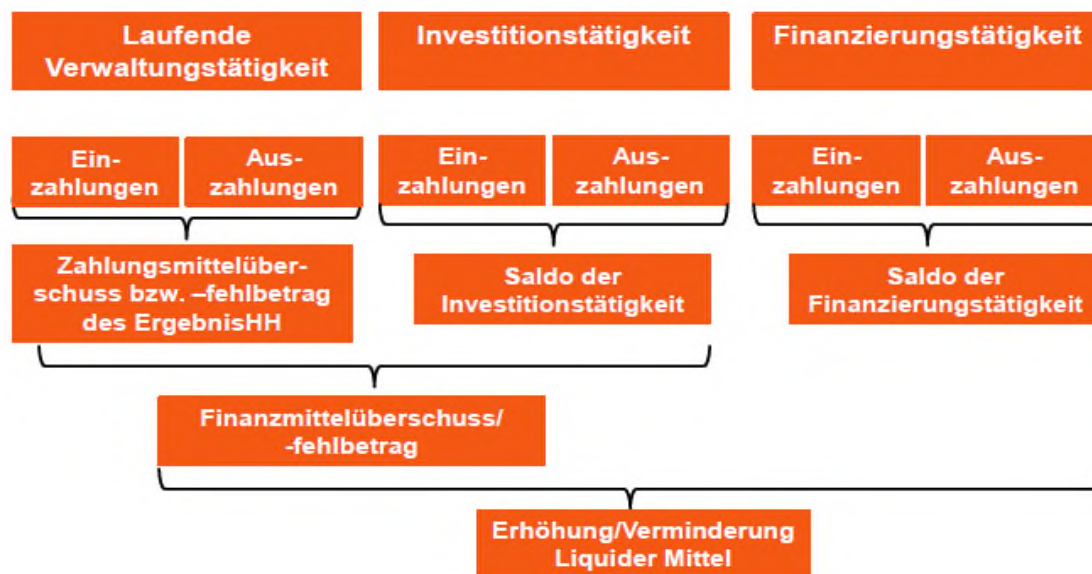 Laufende
Verwaltungstätigkeit
Investitionstätigkeit
Finanzierungstätigkeit
Ein-
zahlungen
Aus-
zahlungen
Ein-
zahlungen
Aus-
zahlungen
Ein-
zahlungen
Aus-
zahlungen
Zahlungsmittelüber-
schuss bzw. –fehlbetrag
des ErgebnisHH
Saldo der
Investitionstätigkeit
Saldo der
Finanzierungstätigkeit
Finanzmittelüberschuss/
-fehlbetrag
Erhöhung/Verminderung
Liquider Mittel